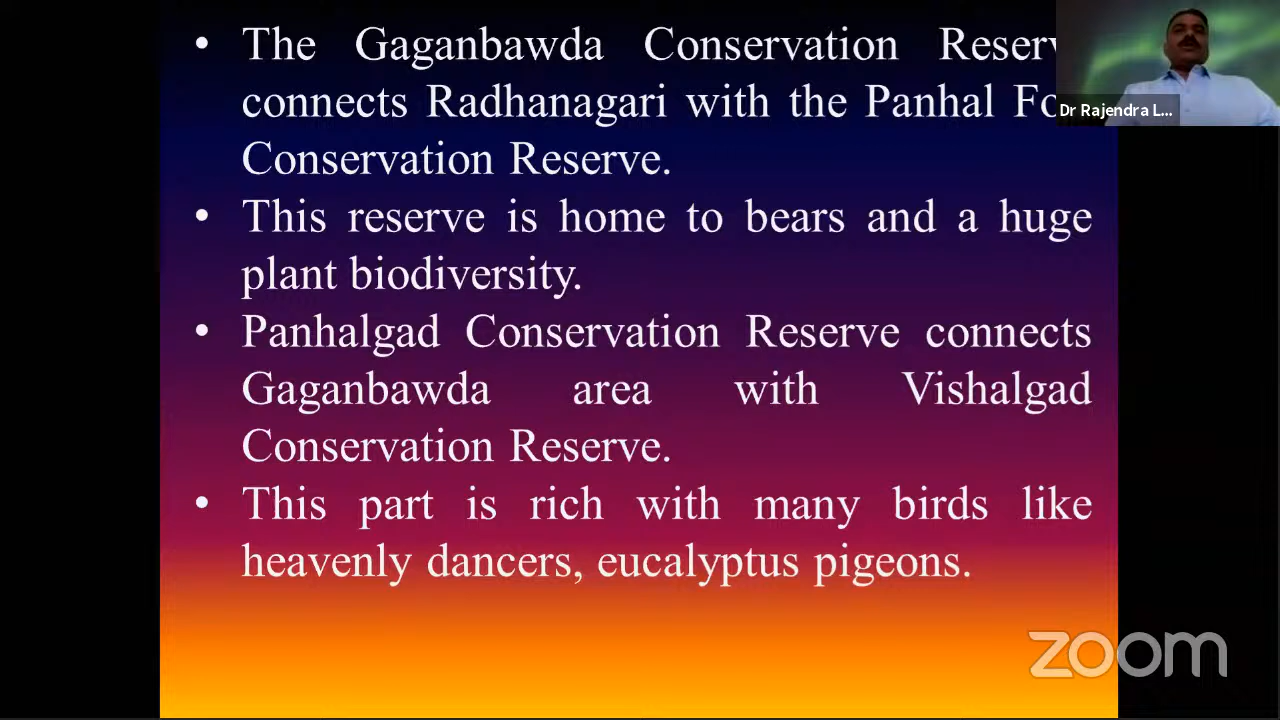 • The Gaganbawda Conservation Reserv
connects Radhanagari with the Panhal Fo
Conservation Reserve.
• This reserve is home to bears and a huge
plant biodiversity.
• Panhalgad Conservation Reserve connects
Gaganbawda area with Vishalgad
Conservation Reserve.
• This part is rich with many birds like
heavenly dancers, eucalyptus pigeons.
Dr Rajendra L...
zoom